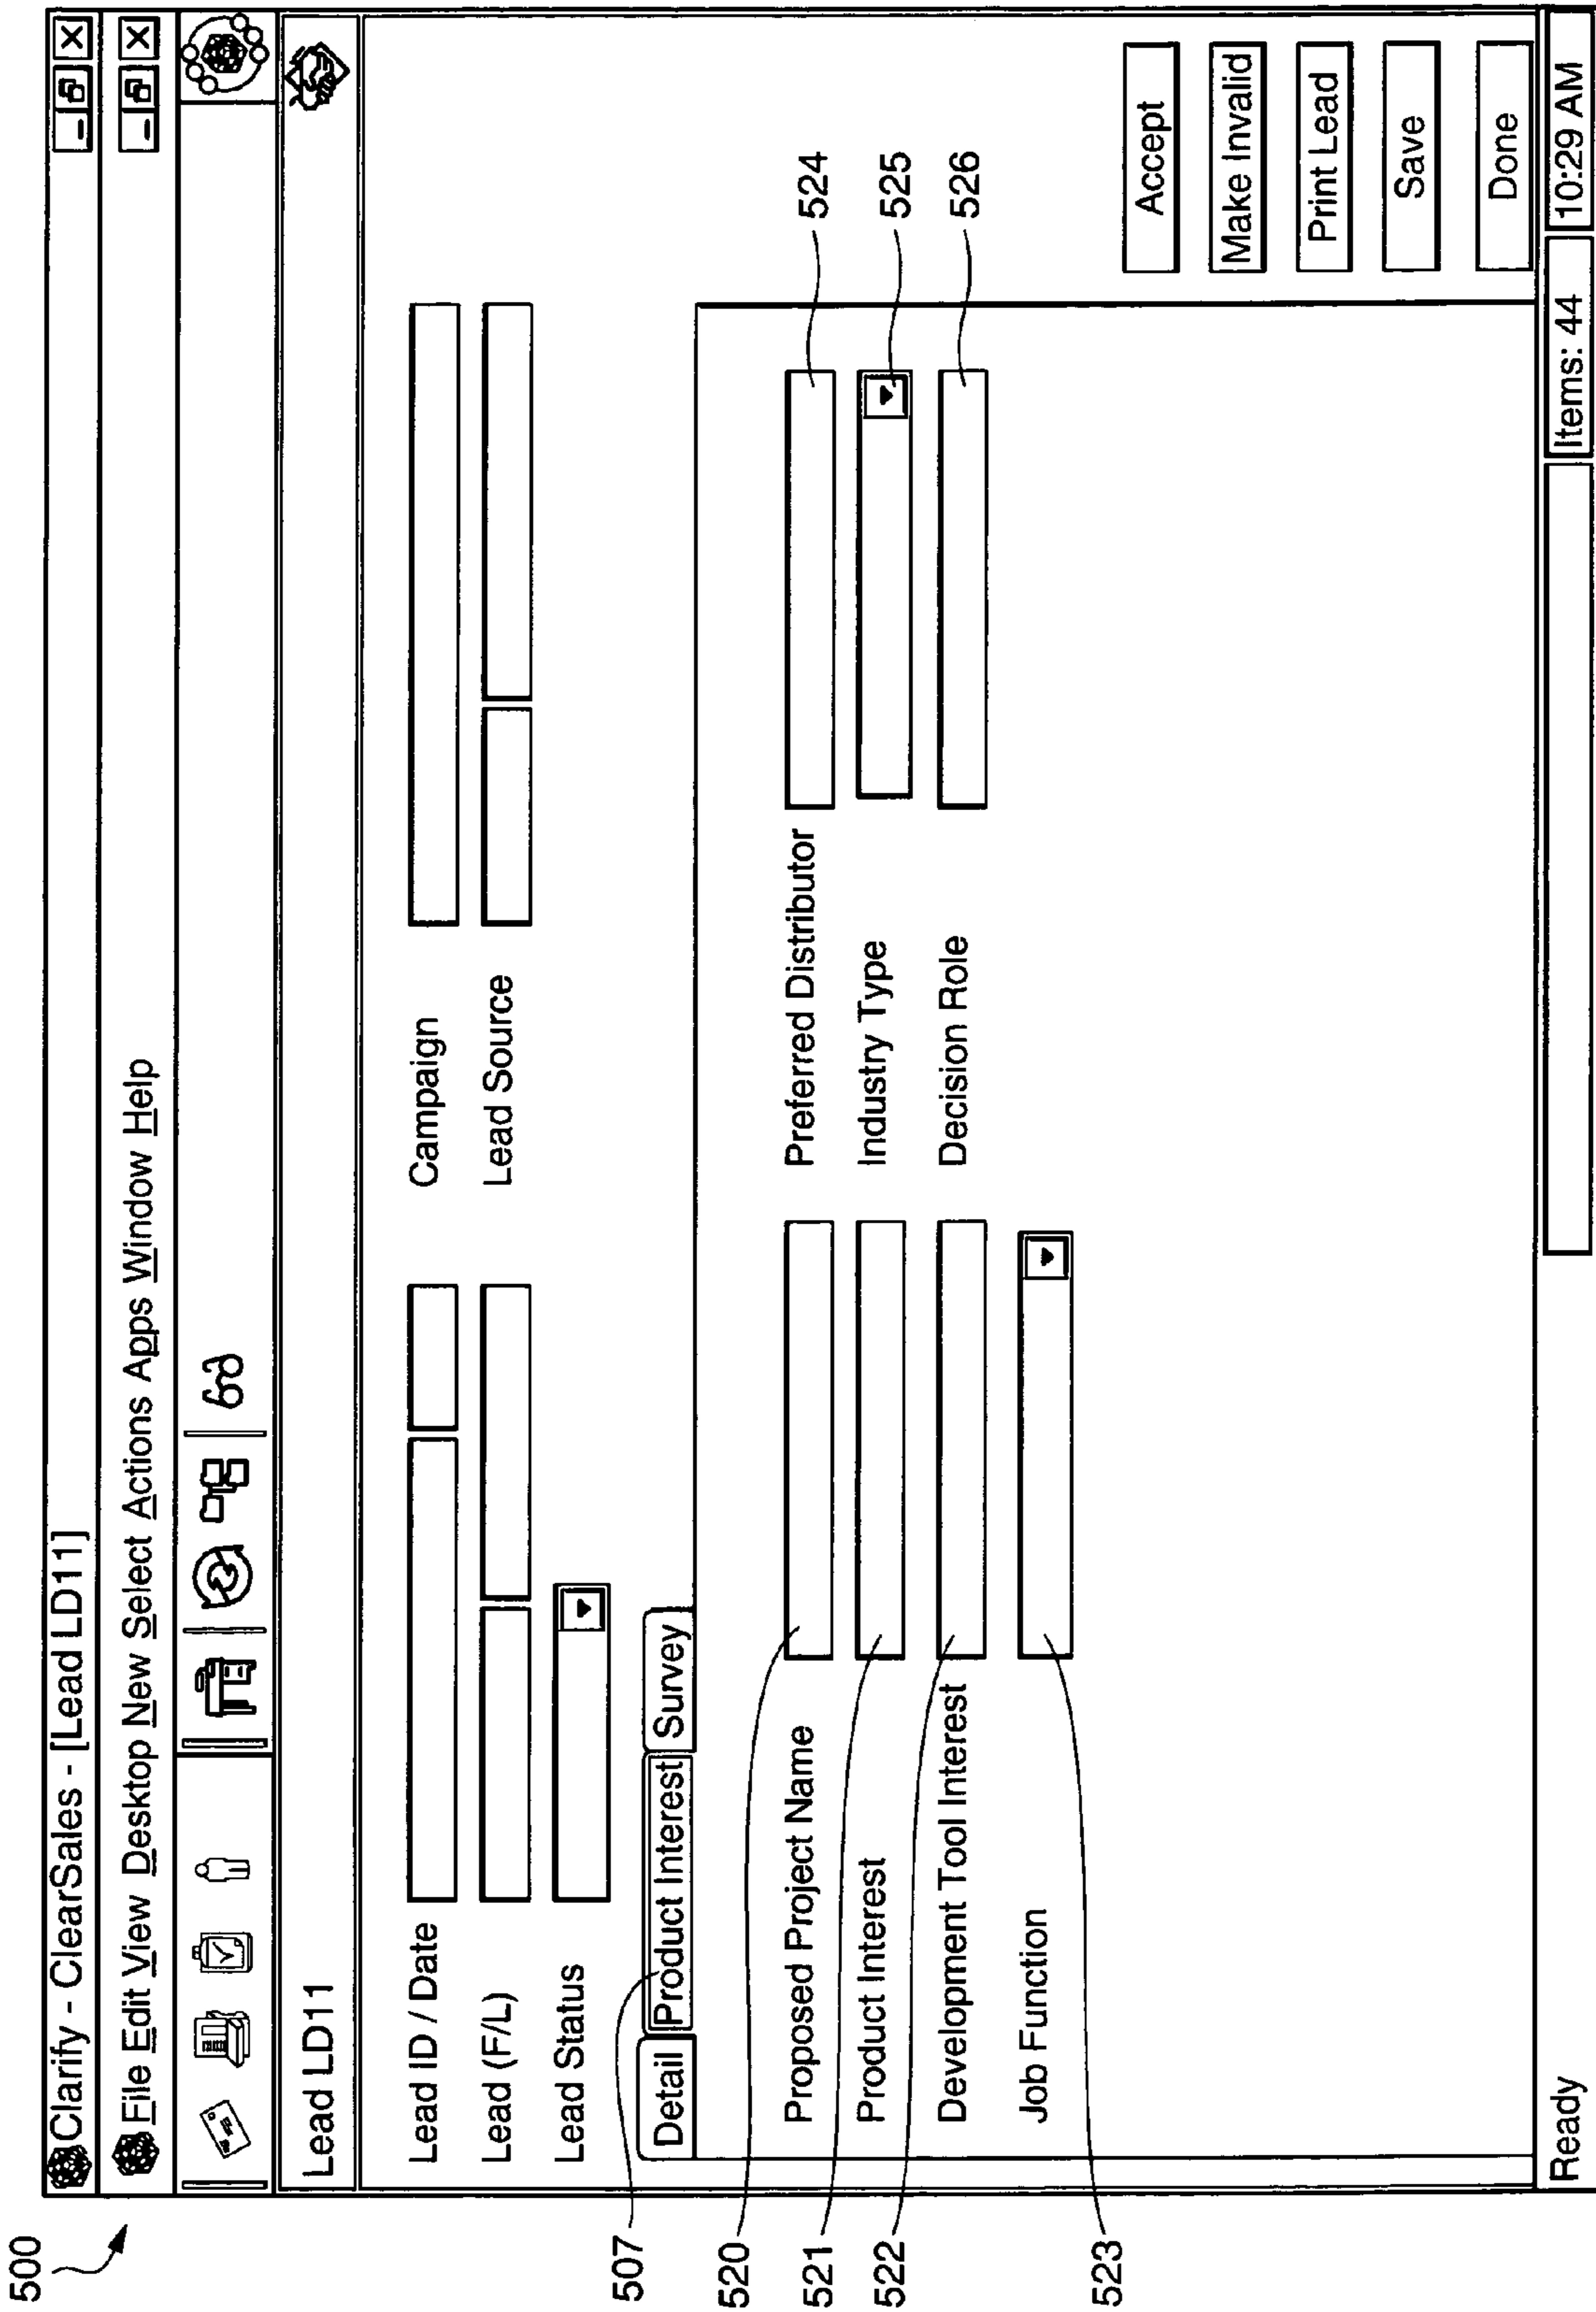 500
Clarify - ClearSales - [Lead LD11]
File Edit View Desktop New Select Actions Apps Window Help
Lead LD11
Lead ID / Date
Campaign
Lead (F/L)
Lead Source
Lead Status
507
Detail Product Interest Survey
520
Proposed Project Name
Preferred Distributor
524
521
Product Interest
Industry Type
525
522
Development Tool Interest
Decision Role
526
523
Job Function
Accept
Make Invalid
Print Lead
Save
Done
Ready
Items: 44
10:29 AM